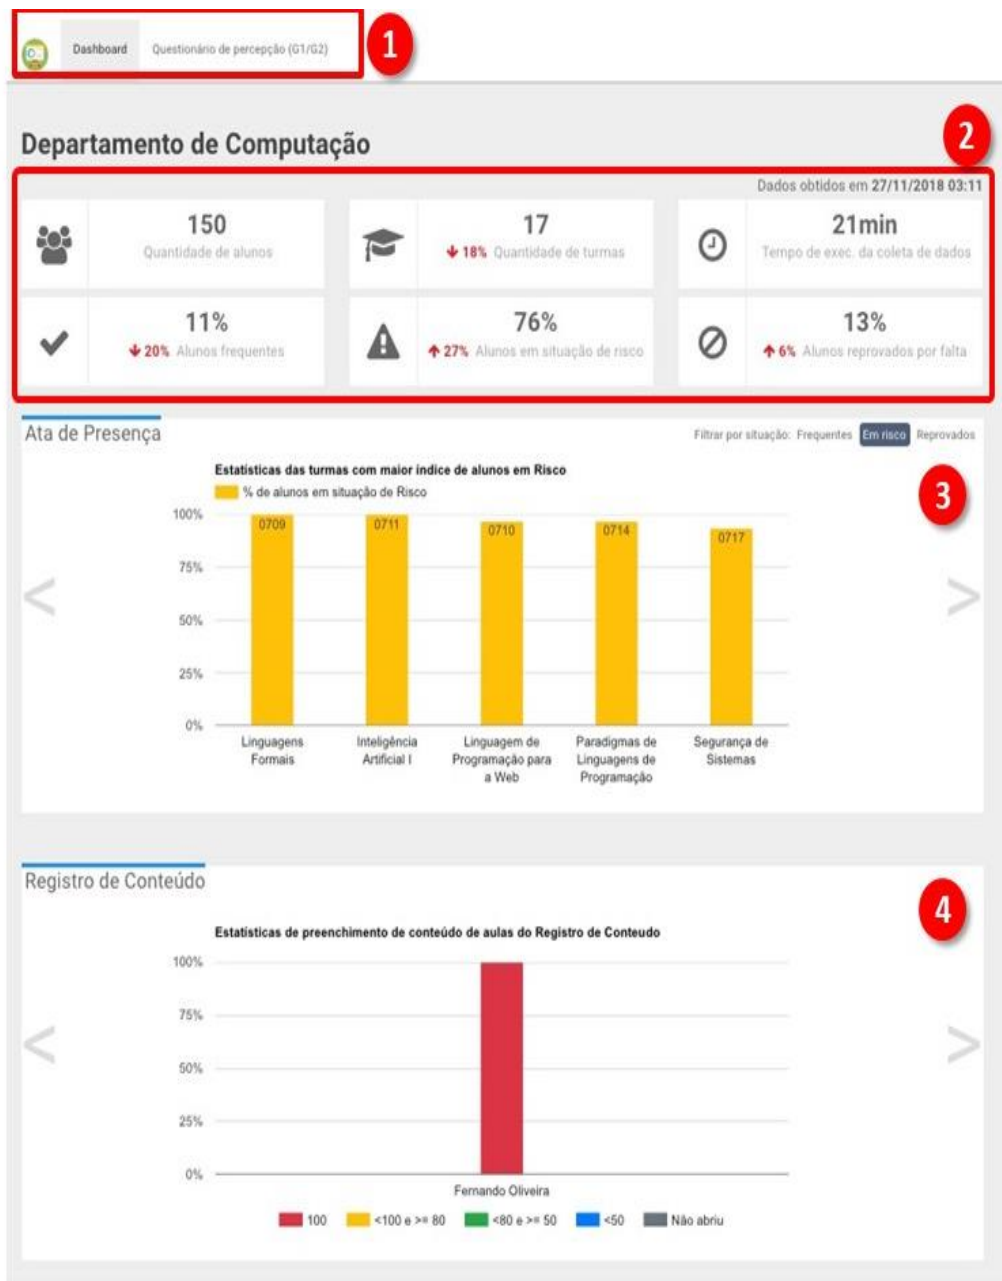 Dashboard Questionário de percepção (G1/G2)
1
Departamento de Computação
2
Dados obtidos em 27/11/2018 03:11
150
Quantidade de alunos
17
18% Quantidade de turmas
21min
Tempo de exec. da coleta de dados
11%
20% Alunos frequentes
76%
27% Alunos em situação de risco
13%
6% Alunos reprovados por falta
Ata de Presença
Filtrar por situação: Frequentes Em risco Reprovados
3
Estatísticas das turmas com maior índice de alunos em Risco
% de alunos em situação de Risco
100%
75%
50%
25%
0%
0709
0711
0710
0714
0717
Linguagens
Formais
Inteligência
Artificial I
Linguagem de
Programação para
a Web
Paradigmas de
Linguagens de
Programação
Segurança de
Sistemas
<
>
Registro de Conteúdo
4
Estatísticas de preenchimento de conteúdo de aulas do Registro de Conteudo
100%
75%
50%
25%
0%
<
>
Fernando Oliveira
100 <100 e >= 80 <80 e >= 50 <50 Não abriu